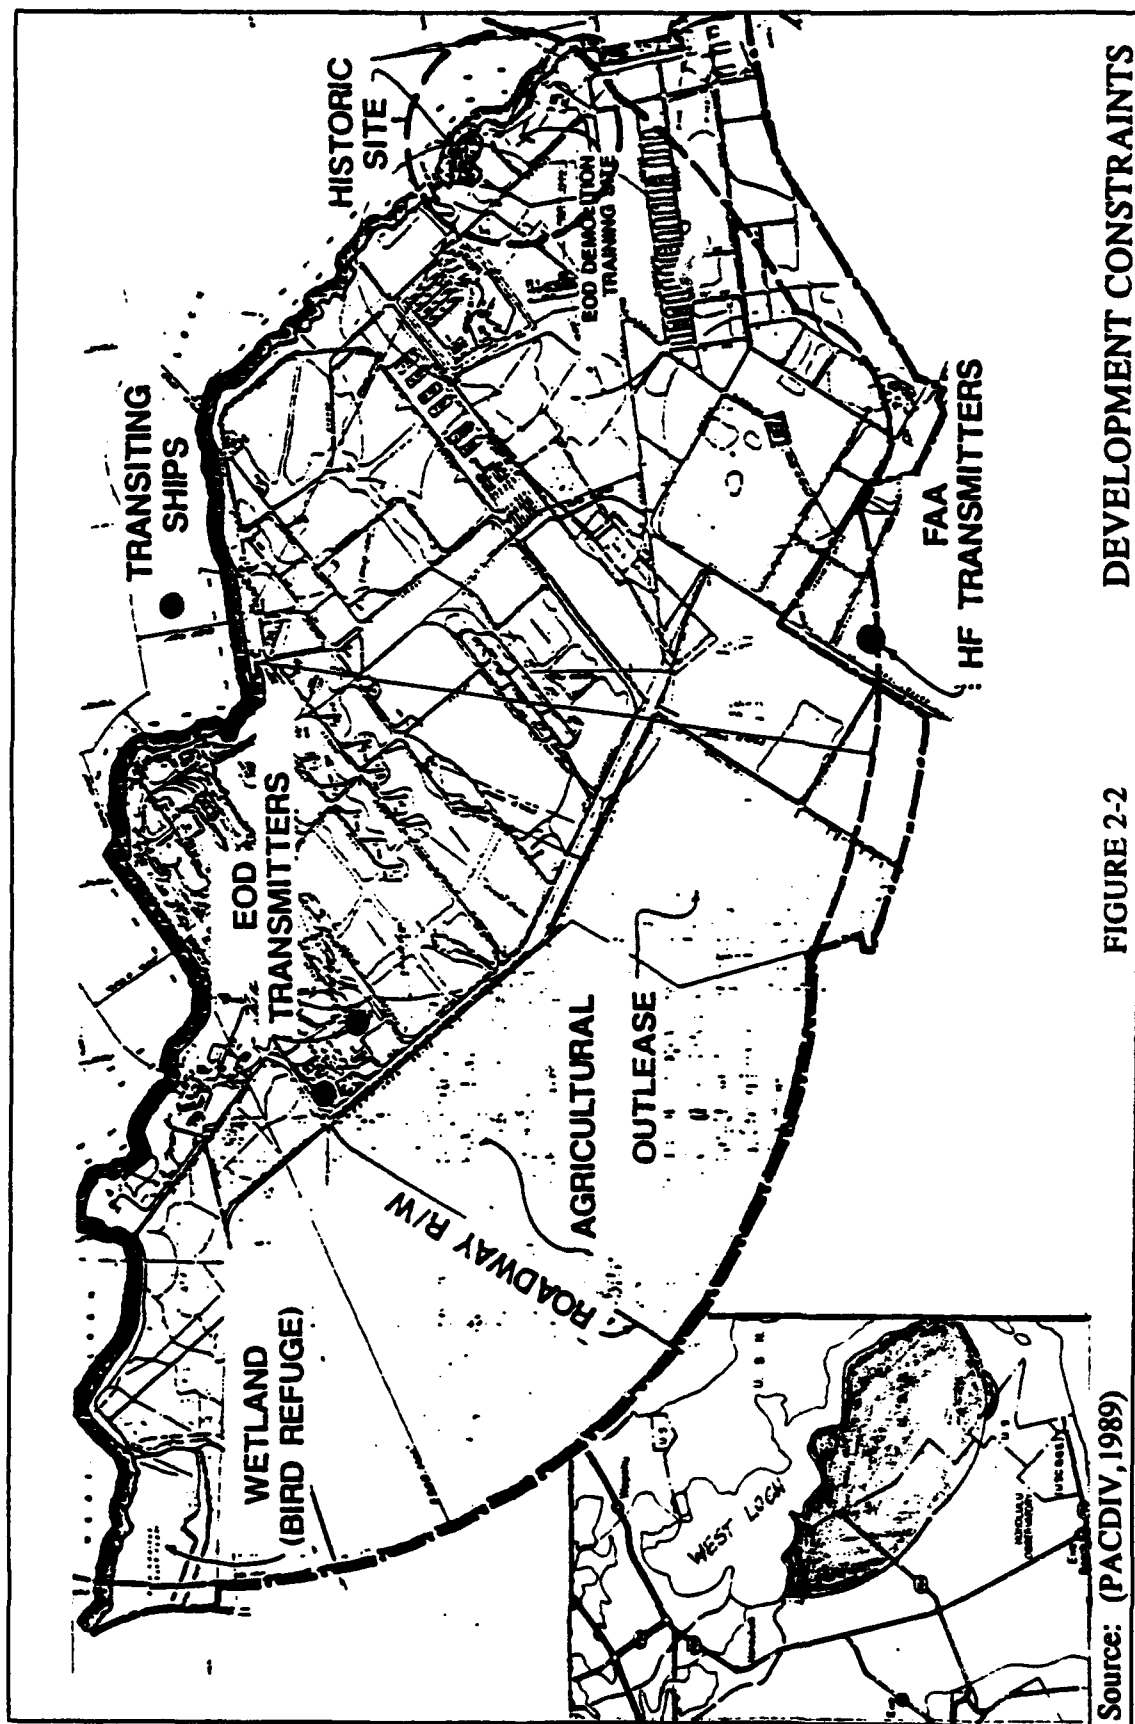 HISTORIC
SITE
TRANSITING
SHIPS
EOD DEMOLITION
TRAINING SITE
EOD
TRANSMITTERS
FAA
HF TRANSMITTERS
WETLAND
(BIRD REFUGE)
ROADWAY R/W
AGRICULTURAL
OUTLEASE
WEST LOCH
U.S.
U.S.
Source: (PACDIV, 1989)
FIGURE 2-2
DEVELOPMENT CONSTRAINTS